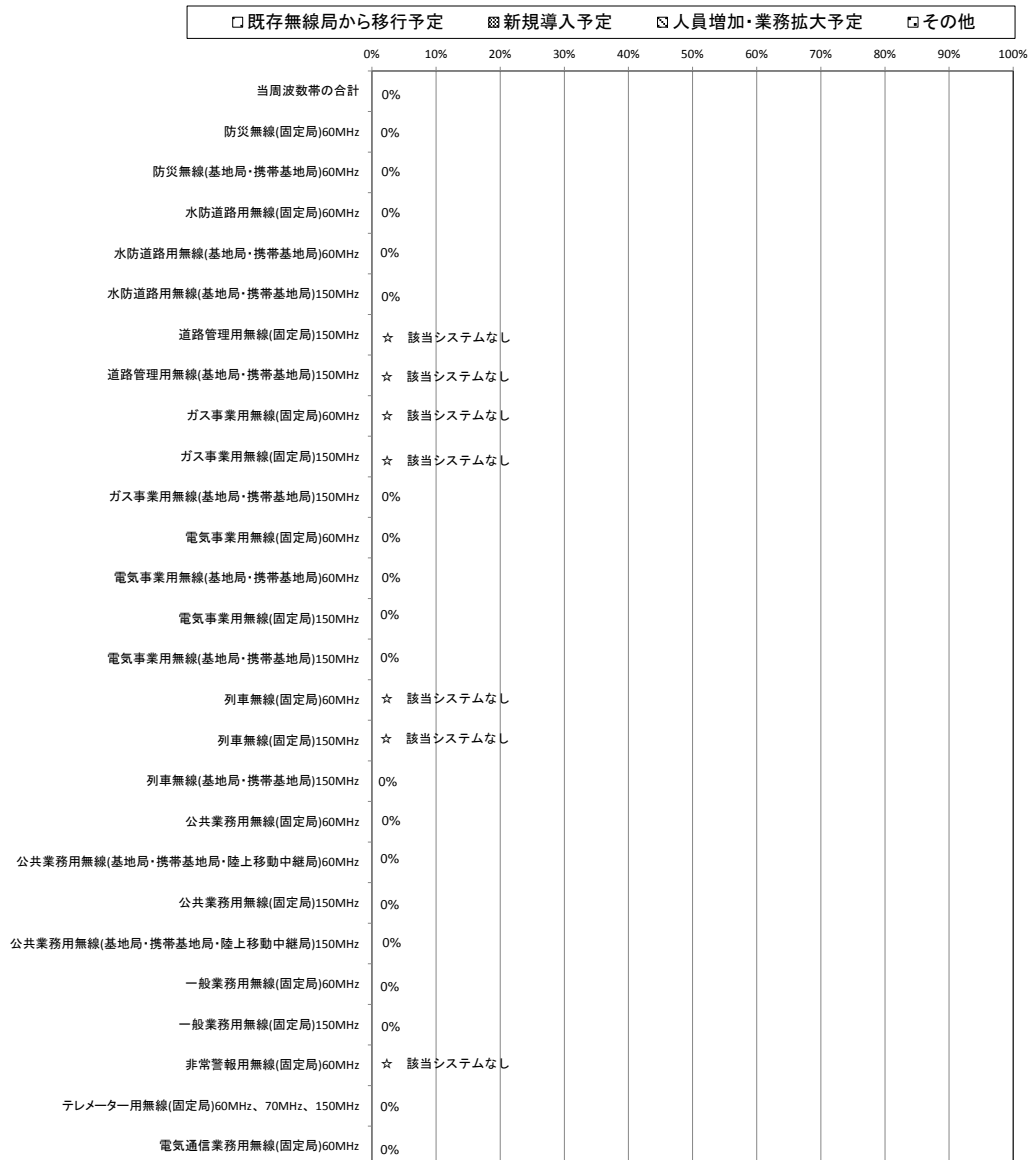 既存無線局から移行予定 新規導入予定 人員増加・業務拡大予定 その他
0% 10% 20% 30% 40% 50% 60% 70% 80% 90% 100%
当周波数帯の合計 0%
防災無線(固定局)60MHz 0%
防災無線(基地局・携帯基地局)60MHz 0%
水防道路用無線(固定局)60MHz 0%
水防道路用無線(基地局・携帯基地局)60MHz 0%
水防道路用無線(基地局・携帯基地局)150MHz 0%
道路管理用無線(固定局)150MHz ☆ 該当システムなし
道路管理用無線(基地局・携帯基地局)150MHz ☆ 該当システムなし
ガス事業用無線(固定局)60MHz ☆ 該当システムなし
ガス事業用無線(固定局)150MHz ☆ 該当システムなし
ガス事業用無線(基地局・携帯基地局)150MHz 0%
電気事業用無線(固定局)60MHz 0%
電気事業用無線(基地局・携帯基地局)60MHz 0%
電気事業用無線(固定局)150MHz 0%
電気事業用無線(基地局・携帯基地局)150MHz 0%
列車無線(固定局)60MHz ☆ 該当システムなし
列車無線(固定局)150MHz ☆ 該当システムなし
列車無線(基地局・携帯基地局)150MHz 0%
公共業務用無線(固定局)60MHz 0%
公共業務用無線(基地局・携帯基地局・陸上移動中継局)60MHz 0%
公共業務用無線(固定局)150MHz 0%
公共業務用無線(基地局・携帯基地局・陸上移動中継局)150MHz 0%
一般業務用無線(固定局)60MHz 0%
一般業務用無線(固定局)150MHz 0%
非常警報用無線(固定局)60MHz ☆ 該当システムなし
テレメーター用無線(固定局)60MHz、70MHz、150MHz 0%
電気通信業務用無線(固定局)60MHz 0%